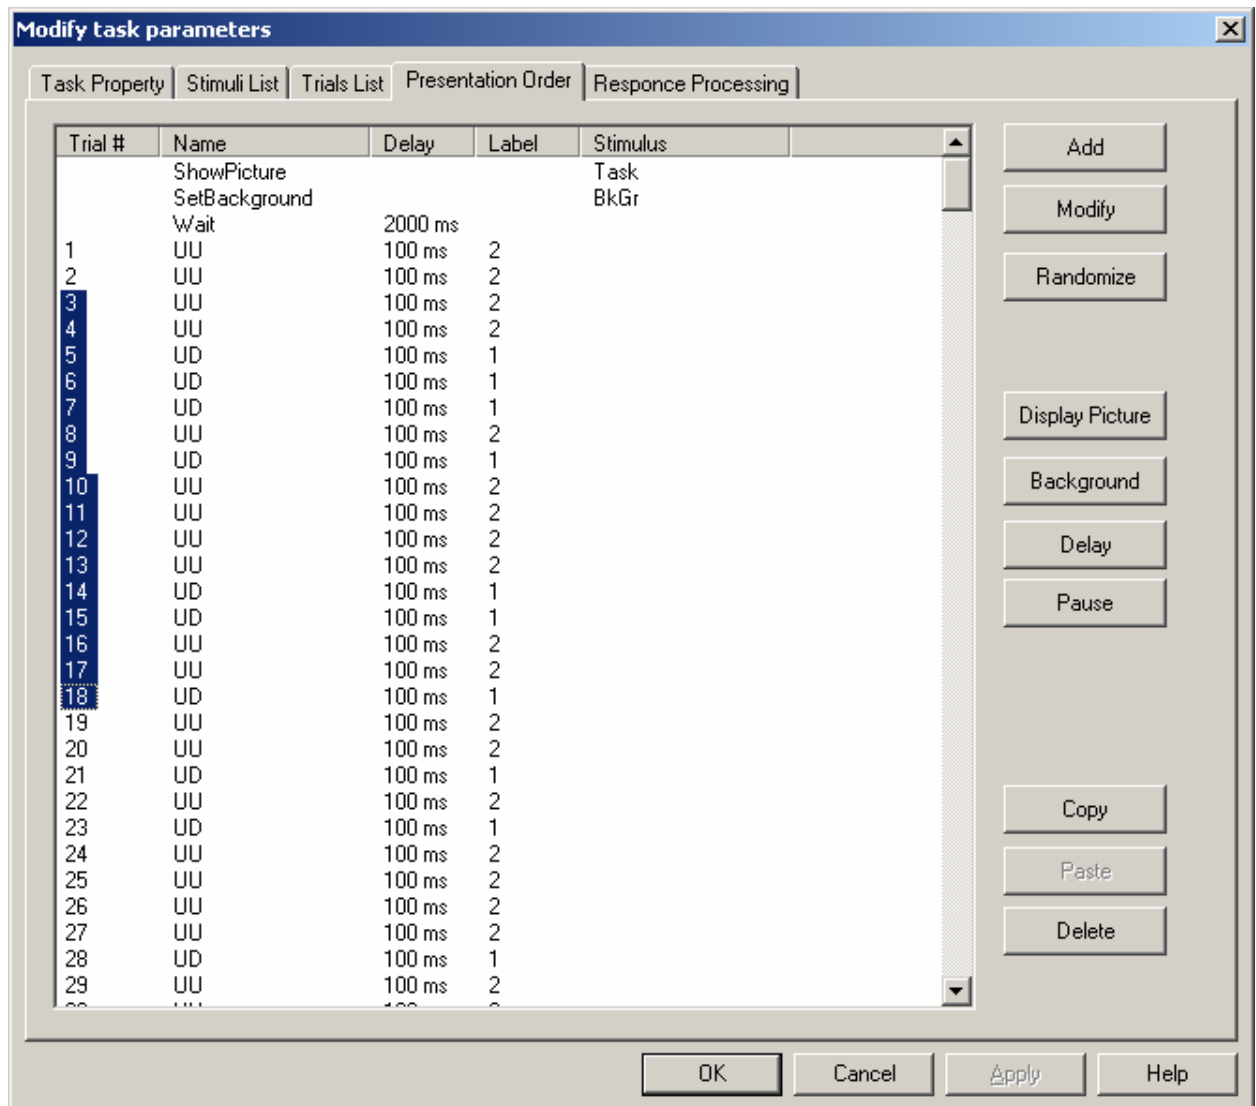 Modify task parameters
Task Property Stimuli List Trials List Presentation Order Responce Processing
Trial # Name Delay Label Stimulus
ShowPicture Task
SetBackground BkGr
Wait 2000 ms
1 UU 100 ms 2
2 UU 100 ms 2
3 UU 100 ms 2
4 UU 100 ms 2
5 UD 100 ms 1
6 UD 100 ms 1
7 UD 100 ms 1
8 UU 100 ms 2
9 UD 100 ms 1
10 UU 100 ms 2
11 UU 100 ms 2
12 UU 100 ms 2
13 UU 100 ms 2
14 UD 100 ms 1
15 UD 100 ms 1
16 UU 100 ms 2
17 UU 100 ms 2
18 UD 100 ms 1
19 UU 100 ms 2
20 UU 100 ms 2
21 UD 100 ms 1
22 UU 100 ms 2
23 UD 100 ms 1
24 UU 100 ms 2
25 UU 100 ms 2
26 UU 100 ms 2
27 UU 100 ms 2
28 UD 100 ms 1
29 UU 100 ms 2
Add
Modify
Randomize
Display Picture
Background
Delay
Pause
Copy
Paste
Delete
OK Cancel Apply Help